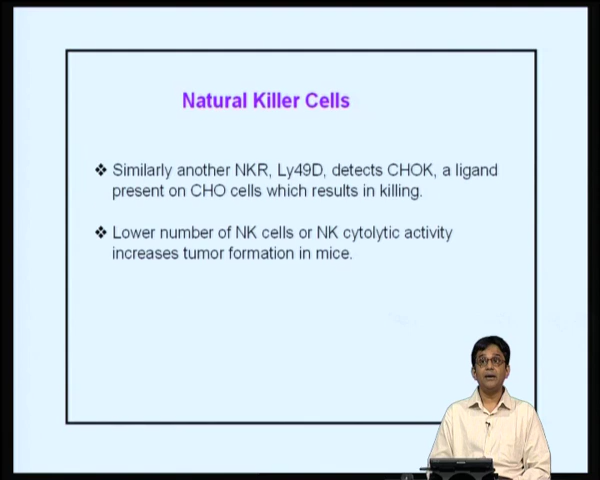 Natural Killer Cells
❖ Similarly another NKR, Ly49D, detects CHOK, a ligand
present on CHO cells which results in killing.
❖ Lower number of NK cells or NK cytolytic activity
increases tumor formation in mice.